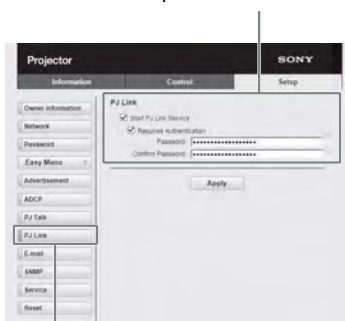 Projector
SONY
Information
Control
Setup
Owner Information
Network
Password
Easy Menu
Advertisement
ADCP
PJ Talk
PJ Link
E-mail
SNMP
Service
Reset
PJ Link
Start PJ Link Service
Requires Authentication
Password
Confirm Password
Apply